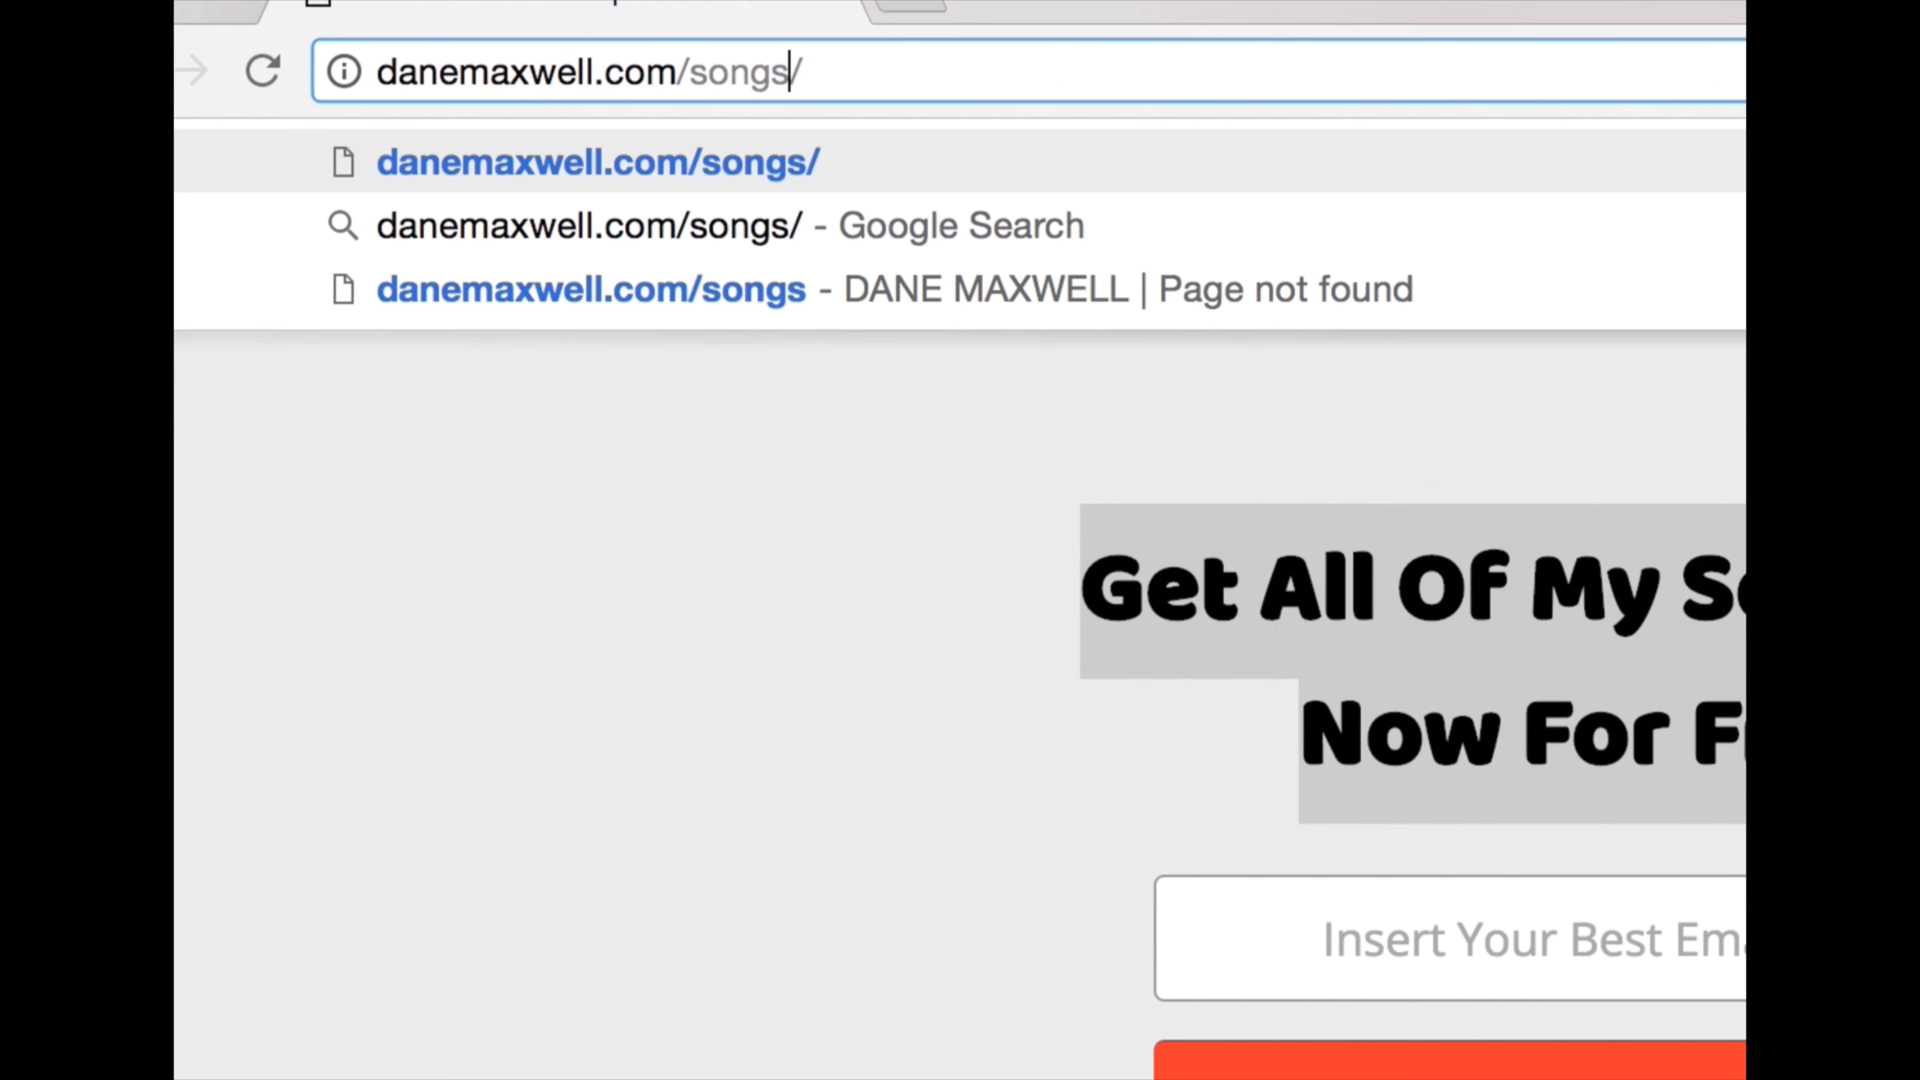 danemaxwell.com/songs/
danemaxwell.com/songs/
danemaxwell.com/songs/ - Google Search
danemaxwell.com/songs - DANE MAXWELL | Page not found
Get All Of My
Now For
Insert Your Best